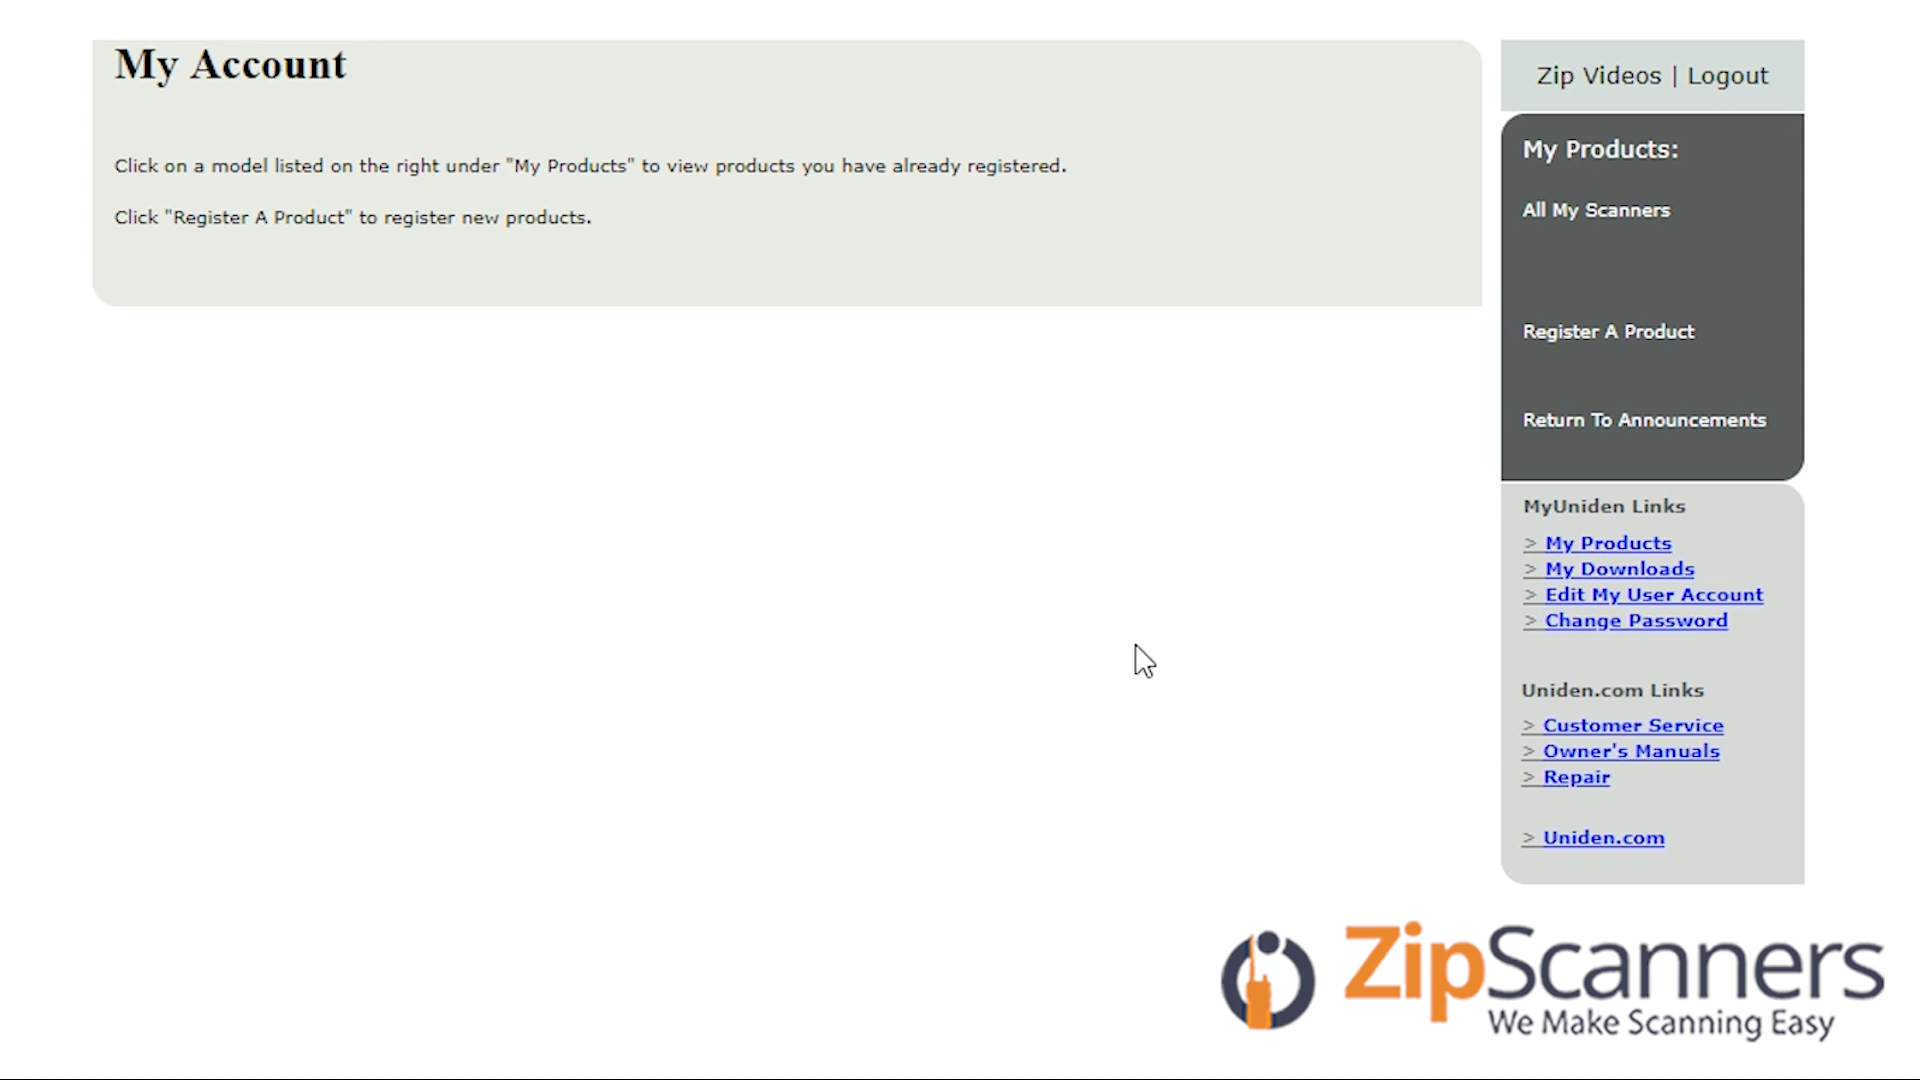 My Account
Click on a model listed on the right under "My Products" to view products you have already registered.
Click "Register A Product" to register new products.
Zip Videos | Logout
My Products:
All My Scanners
Register A Product
Return To Announcements
MyUniden Links
> My Products
> My Downloads
> Edit My User Account
> Change Password
Uniden.com Links
> Customer Service
> Owner's Manuals
> Repair
> Uniden.com
ZipScanners
We Make Scanning Easy